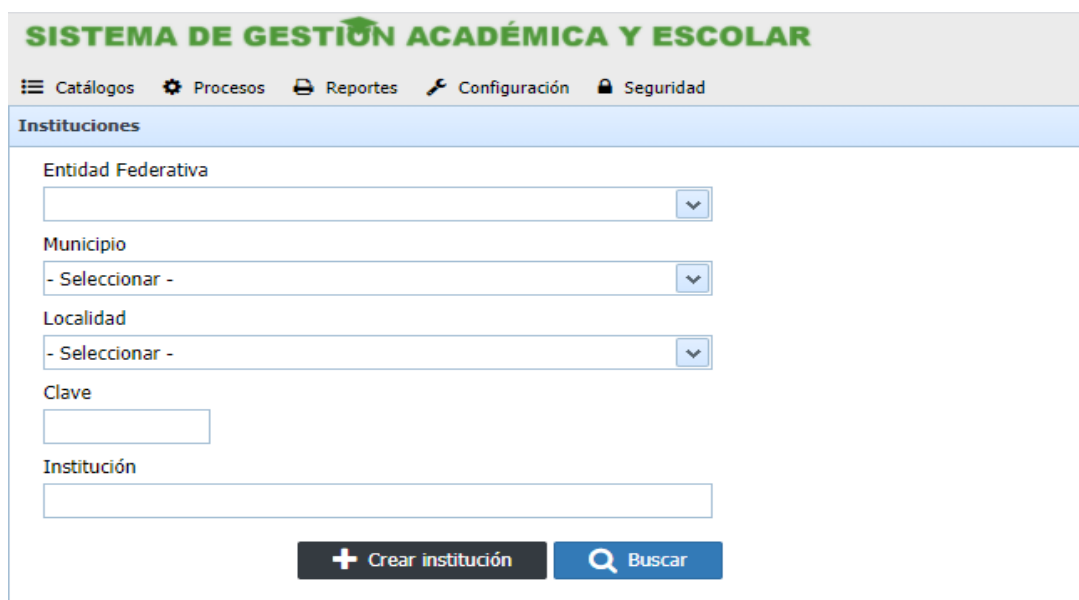 SISTEMA DE GESTIÓN ACADÉMICA Y ESCOLAR
Catálogos Procesos Reportes Configuración Seguridad
Instituciones
Entidad Federativa
Municipio
- Seleccionar -
Localidad
- Seleccionar -
Clave
Institución
Crear institución Buscar